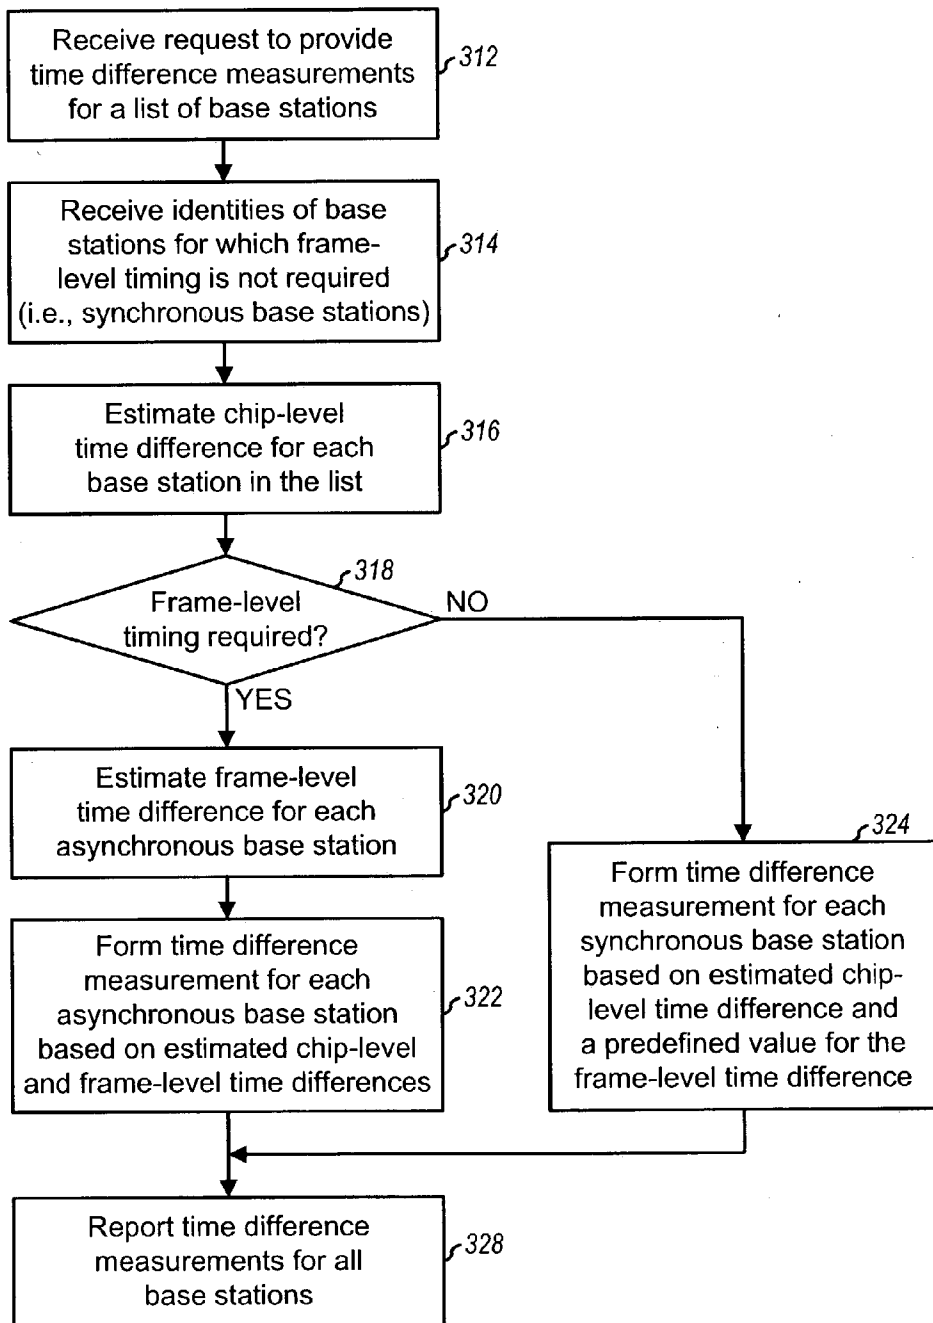 Receive request to provide
time difference measurements
for a list of base stations
312
Receive identities of base
stations for which frame-
level timing is not required
(i.e., synchronous base stations)
314
Estimate chip-level
time difference for each
base station in the list
316
318
Frame-level
timing required?
NO
YES
Estimate frame-level
time difference for each
asynchronous base station
320
Form time difference
measurement for each
asynchronous base station
based on estimated chip-level
and frame-level time differences
322
324
Form time difference
measurement for each
synchronous base station
based on estimated chip-
level time difference and
a predefined value for the
frame-level time difference
Report time difference
measurements for all
base stations
328